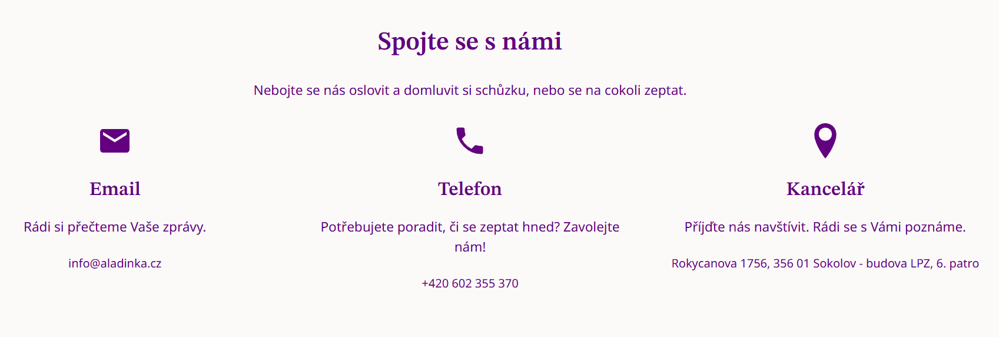 Spojte se s námi
Nebojte se nás oslovit a domluvit si schůzku, nebo se na cokoli zeptat.
Email
Rádi si přečteme Vaše zprávy.
info@aladinka.cz
Telefon
Potřebujete poradit, či se zeptat hned? Zavolejte
nám!
+420 602 355 370
Kancelář
Příjďte nás navštívit. Rádi se s Vámi poznáme.
Rokycanova 1756, 356 01 Sokolov - budova LPZ, 6. patro